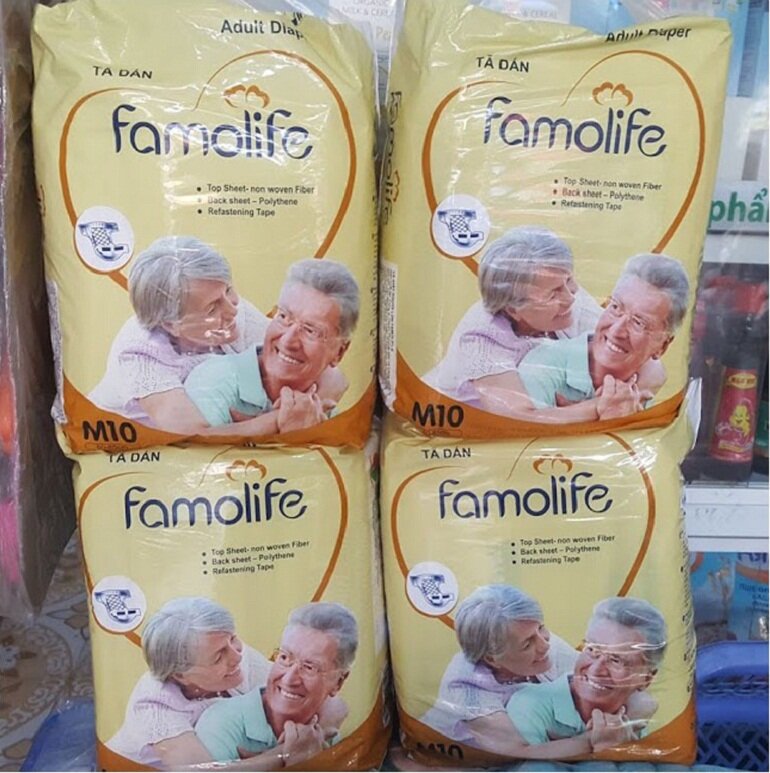 Adult Diap
TÃ DÁN
famolife
Top Sheet- non woven Fiber
Back sheet – Polythene
Refastening Tape
M10
Adult Diaper
TÃ DÁN
famolife
Top Sheet- non woven Fiber
Back sheet – Polythene
Refastening Tape
M10
TÃ DÁN
famolife
Top Sheet- non woven Fiber
Back sheet – Polythene
Refastening Tape
TÃ DÁN
famolife
Top Sheet- non woven Fiber
Back sheet – Polythene
Refastening Tape
M10
MILK & CEREAL
phẩ